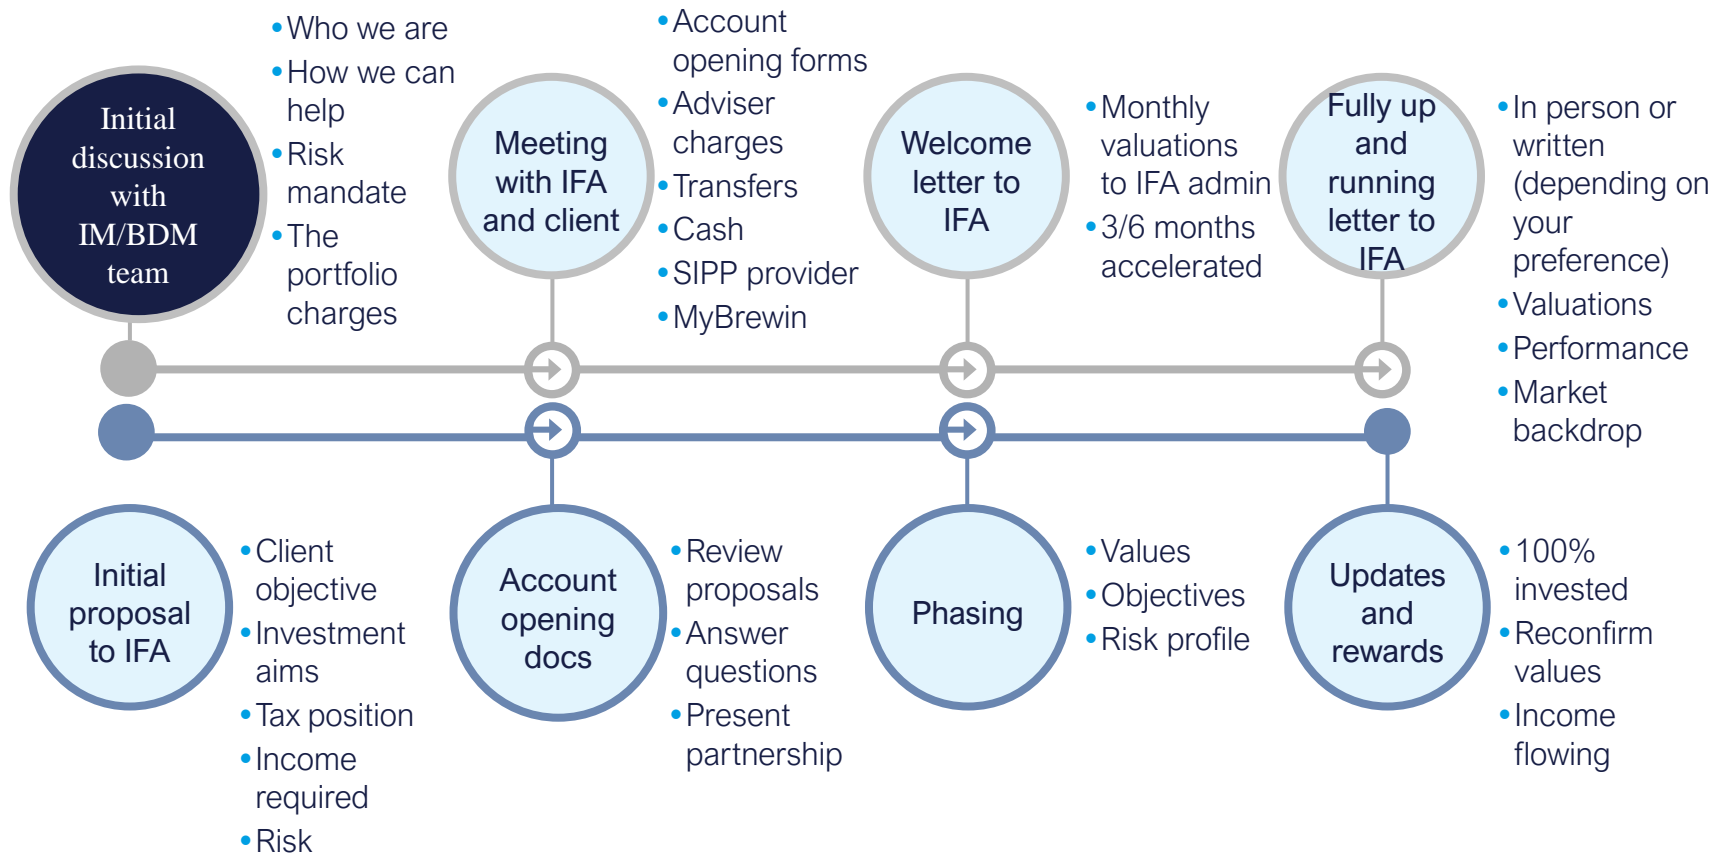 Initial
discussion
with
IM/BDM
team
•Who we are
•How we can
help
•Risk
mandate
•The
portfolio
charges
Meeting
with IFA
and client
•Account
opening forms
•Adviser
charges
•Transfers
•Cash
•SIPP provider
•MyBrewin
Welcome
letter to
IFA
•Monthly
valuations
to IFA admin
•3/6 months
accelerated
Fully up
and
running
letter to
IFA
•In person or
written
(depending on
your
preference)
•Valuations
•Performance
•Market
backdrop
Initial
proposal
to IFA
•Client
objective
•Investment
aims
•Tax position
•Income
required
•Risk
Account
opening
docs
•Review
proposals
•Answer
questions
•Present
partnership
Phasing
•Values
•Objectives
•Risk profile
Updates
and
rewards
•100%
invested
•Reconfirm
values
•Income
flowing